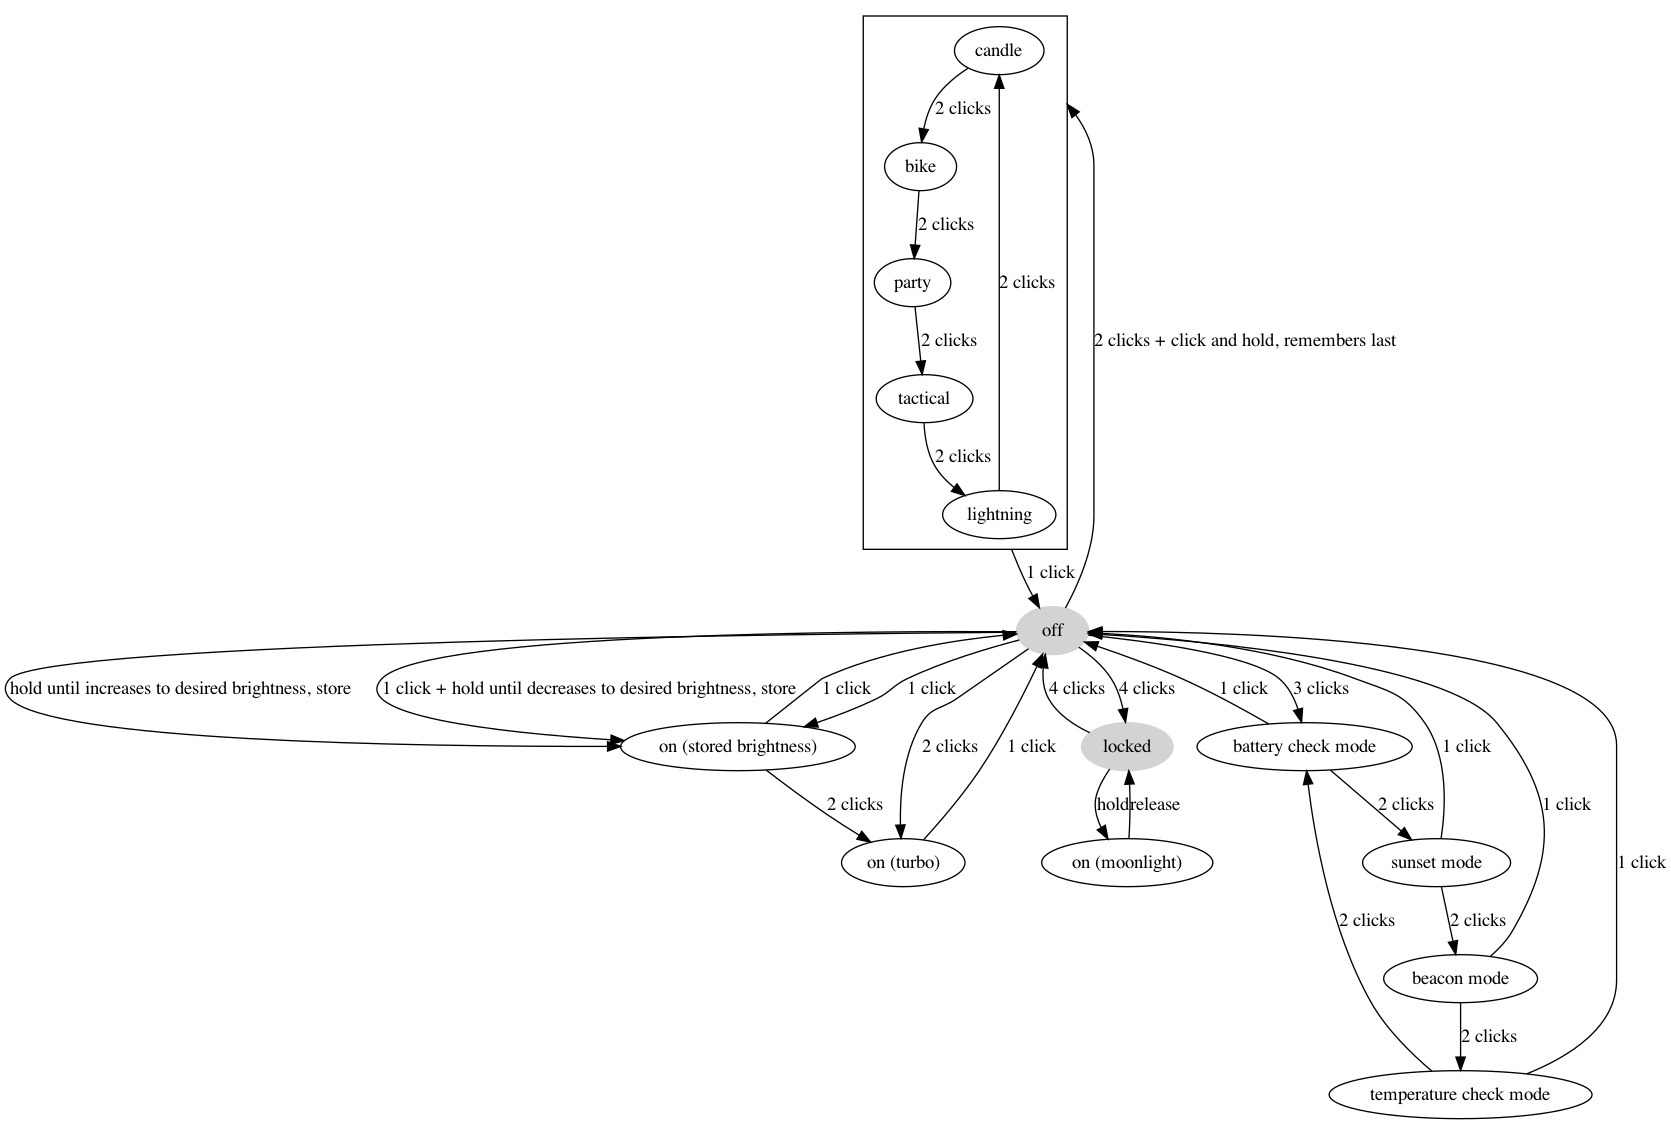 candle
2 clicks
bike
2 clicks
party
2 clicks
2 clicks
tactical
2 clicks + click and hold, remembers last
2 clicks
lightning
1 click
off
hold until increases to desired brightness, store
1 click + hold until decreases to desired brightness, store
1 click
1 click
4 clicks
4 clicks
1 click
3 clicks
on (stored brightness)
2 clicks
1 click
locked
battery check mode
1 click
2 clicks
hold
release
2 clicks
1 click
on (turbo)
on (moonlight)
sunset mode
1 click
2 clicks
2 clicks
beacon mode
2 clicks
temperature check mode